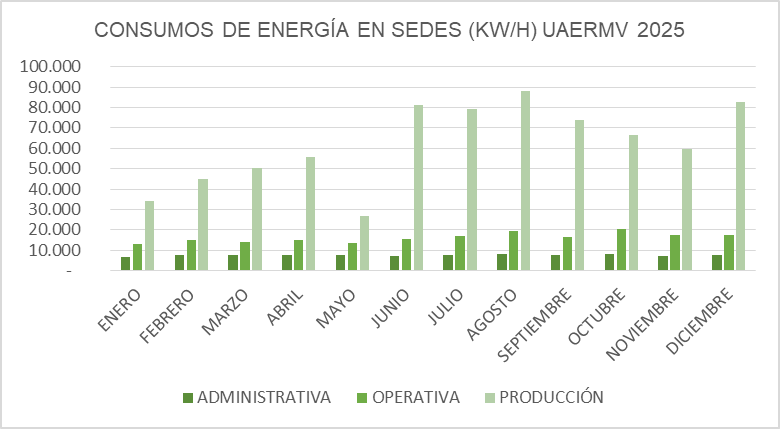 CONSUMOS DE ENERGÍA EN SEDES (KW/H) UAERMV 2025
100.000
90.000
80.000
70.000
60.000
50.000
40.000
30.000
20.000
10.000
-
ENERO
FEBRERO
MARZO
ABRIL
MAYO
JUNIO
JULIO
AGOSTO
SEPTIEMBRE
OCTUBRE
NOVIEMBRE
DICIEMBRE
ADMINISTRATIVA OPERATIVA PRODUCCIÓN